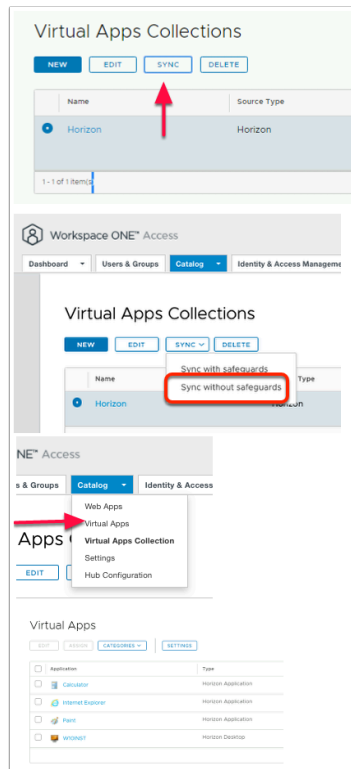 Virtual Apps Collections
NEW EDIT SYNC DELETE
Name Source Type
Horizon Horizon
1 - 1 of 1 item(s)
Workspace ONE™ Access
Dashboard Users & Groups Catalog Identity & Access Manageme
Virtual Apps Collections
NEW EDIT SYNC DELETE
Sync with safeguards
Name Type
Sync without safeguards
Horizon Horizon
NE™ Access
s & Groups Catalog Identity & Access
Web Apps
Virtual Apps
Apps
Virtual Apps Collection
Settings
EDIT
Hub Configuration
Virtual Apps
EDIT ASSIGN CATEGORIES SETTINGS
Application Type
Calculator Horizon Application
Internet Explorer Horizon Application
Paint Horizon Application
W10INST Horizon Desktop